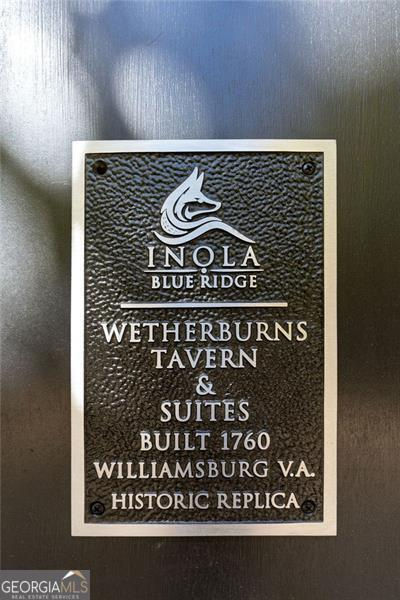 INOLA
BLUE RIDGE
WETHERBURNS
TAVERN
&
SUITES
BUILT 1760
WILLIAMSBURG V.A.
HISTORIC REPLICA
GEORGIAMLS
REAL ESTATE SERVICES